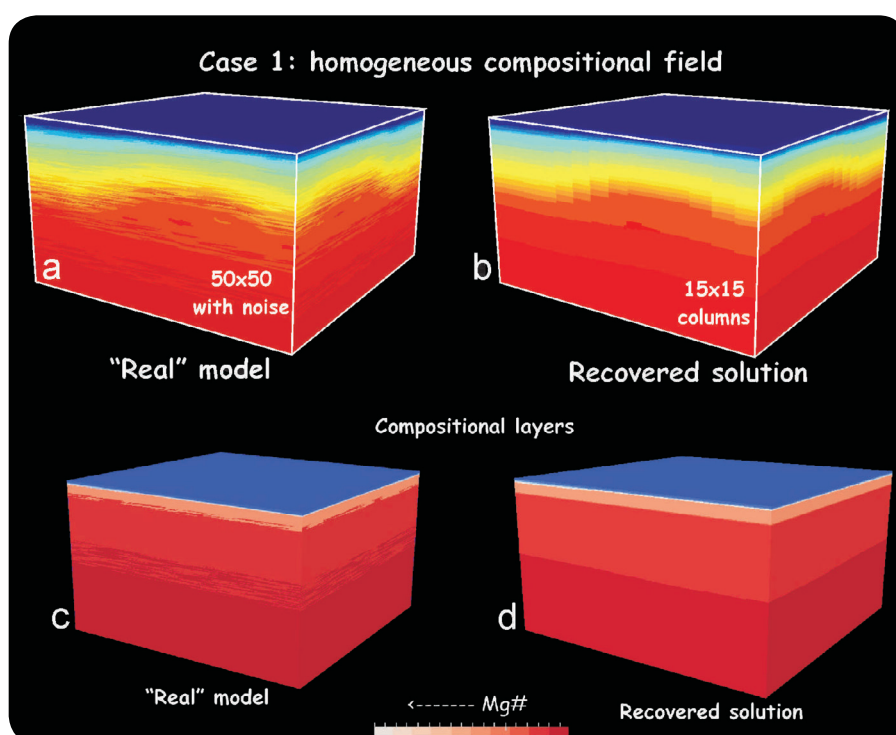 Case 1: homogeneous compositional field
a
50x50
with noise
b
15x15
columns
"Real" model
Recovered solution
Compositional layers
c
d
"Real" model
<------- Mg#
Recovered solution